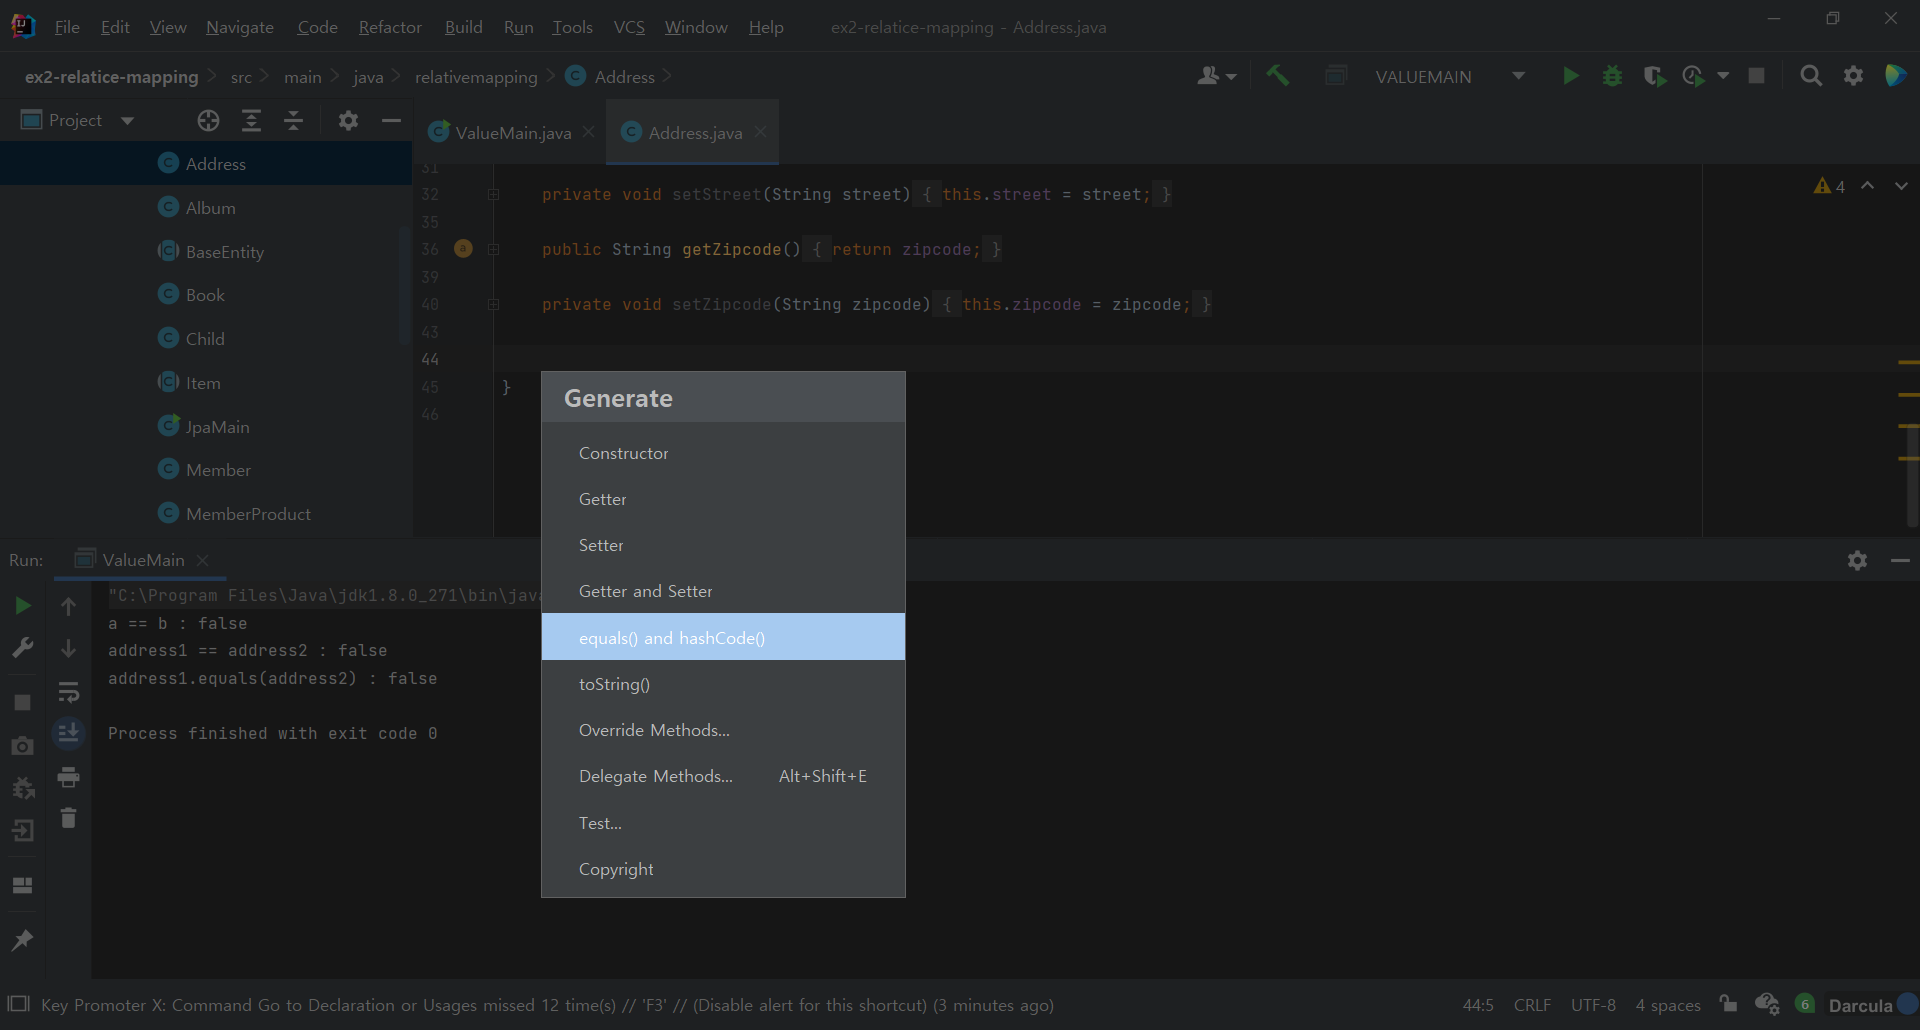 File Edit View Navigate Code Refactor Build Run Tools VCS Window Help ex2-relatice-mapping - Address.java
ex2-relatice-mapping src main java relativemapping Address VALUEMAIN
Project
ValueMain.java Address.java
Address
Album
BaseEntity
Book
Child
Item
JpaMain
Member
MemberProduct
31
32 private void setStreet(String street) { this.street = street; }
4
35
36 public String getZipcode() { return zipcode; }
39
40 private void setZipcode(String zipcode) { this.zipcode = zipcode; }
43
44
45 }
46
Generate
Constructor
Getter
Setter
Getter and Setter
equals() and hashCode()
toString()
Override Methods...
Delegate Methods... Alt+Shift+E
Test...
Copyright
Run: ValueMain
"C:\Program Files\Java\jdk1.8.0_271\bin\java
a == b : false
address1 == address2 : false
address1.equals(address2) : false
Process finished with exit code 0
Key Promoter X: Command Go to Declaration or Usages missed 12 time(s) // 'F3' // (Disable alert for this shortcut) (3 minutes ago) 44:5 CRLF UTF-8 4 spaces 6 Darcula